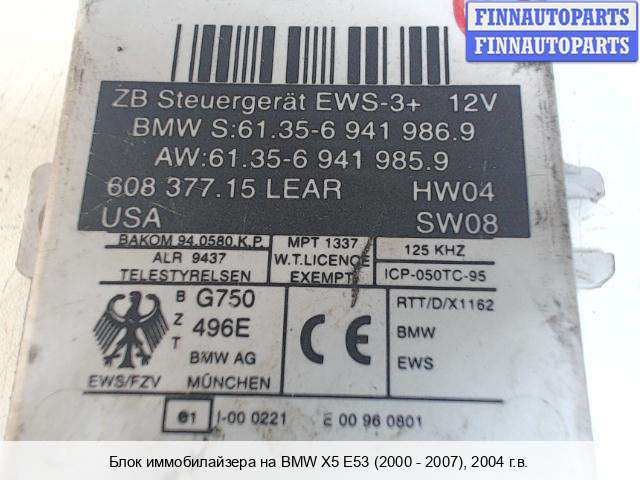 FINNAUTOPARTS
FINNAUTOPARTS
ZB Steuergerät EWS-3+ 12V
BMW S:61.35-6 941 986.9
AW:61.35-6 941 985.9
608 377.15 LEAR HW04
USA SW08
BAKOM 94.0580.K.P.
ALR 9437
TELESTYRELSEN
MPT 1337
W.T.LICENCE
EXEMPT
125 KHZ
ICP-050TC-95
EWS/FZV
B Z T
G750
496E
BMW AG
MÜNCHEN
CE
RTT/D/X1162
BMW
EWS
e1 I-00 0221 E 00 96 0801
Блок иммобилайзера на BMW X5 E53 (2000 - 2007), 2004 г.в.